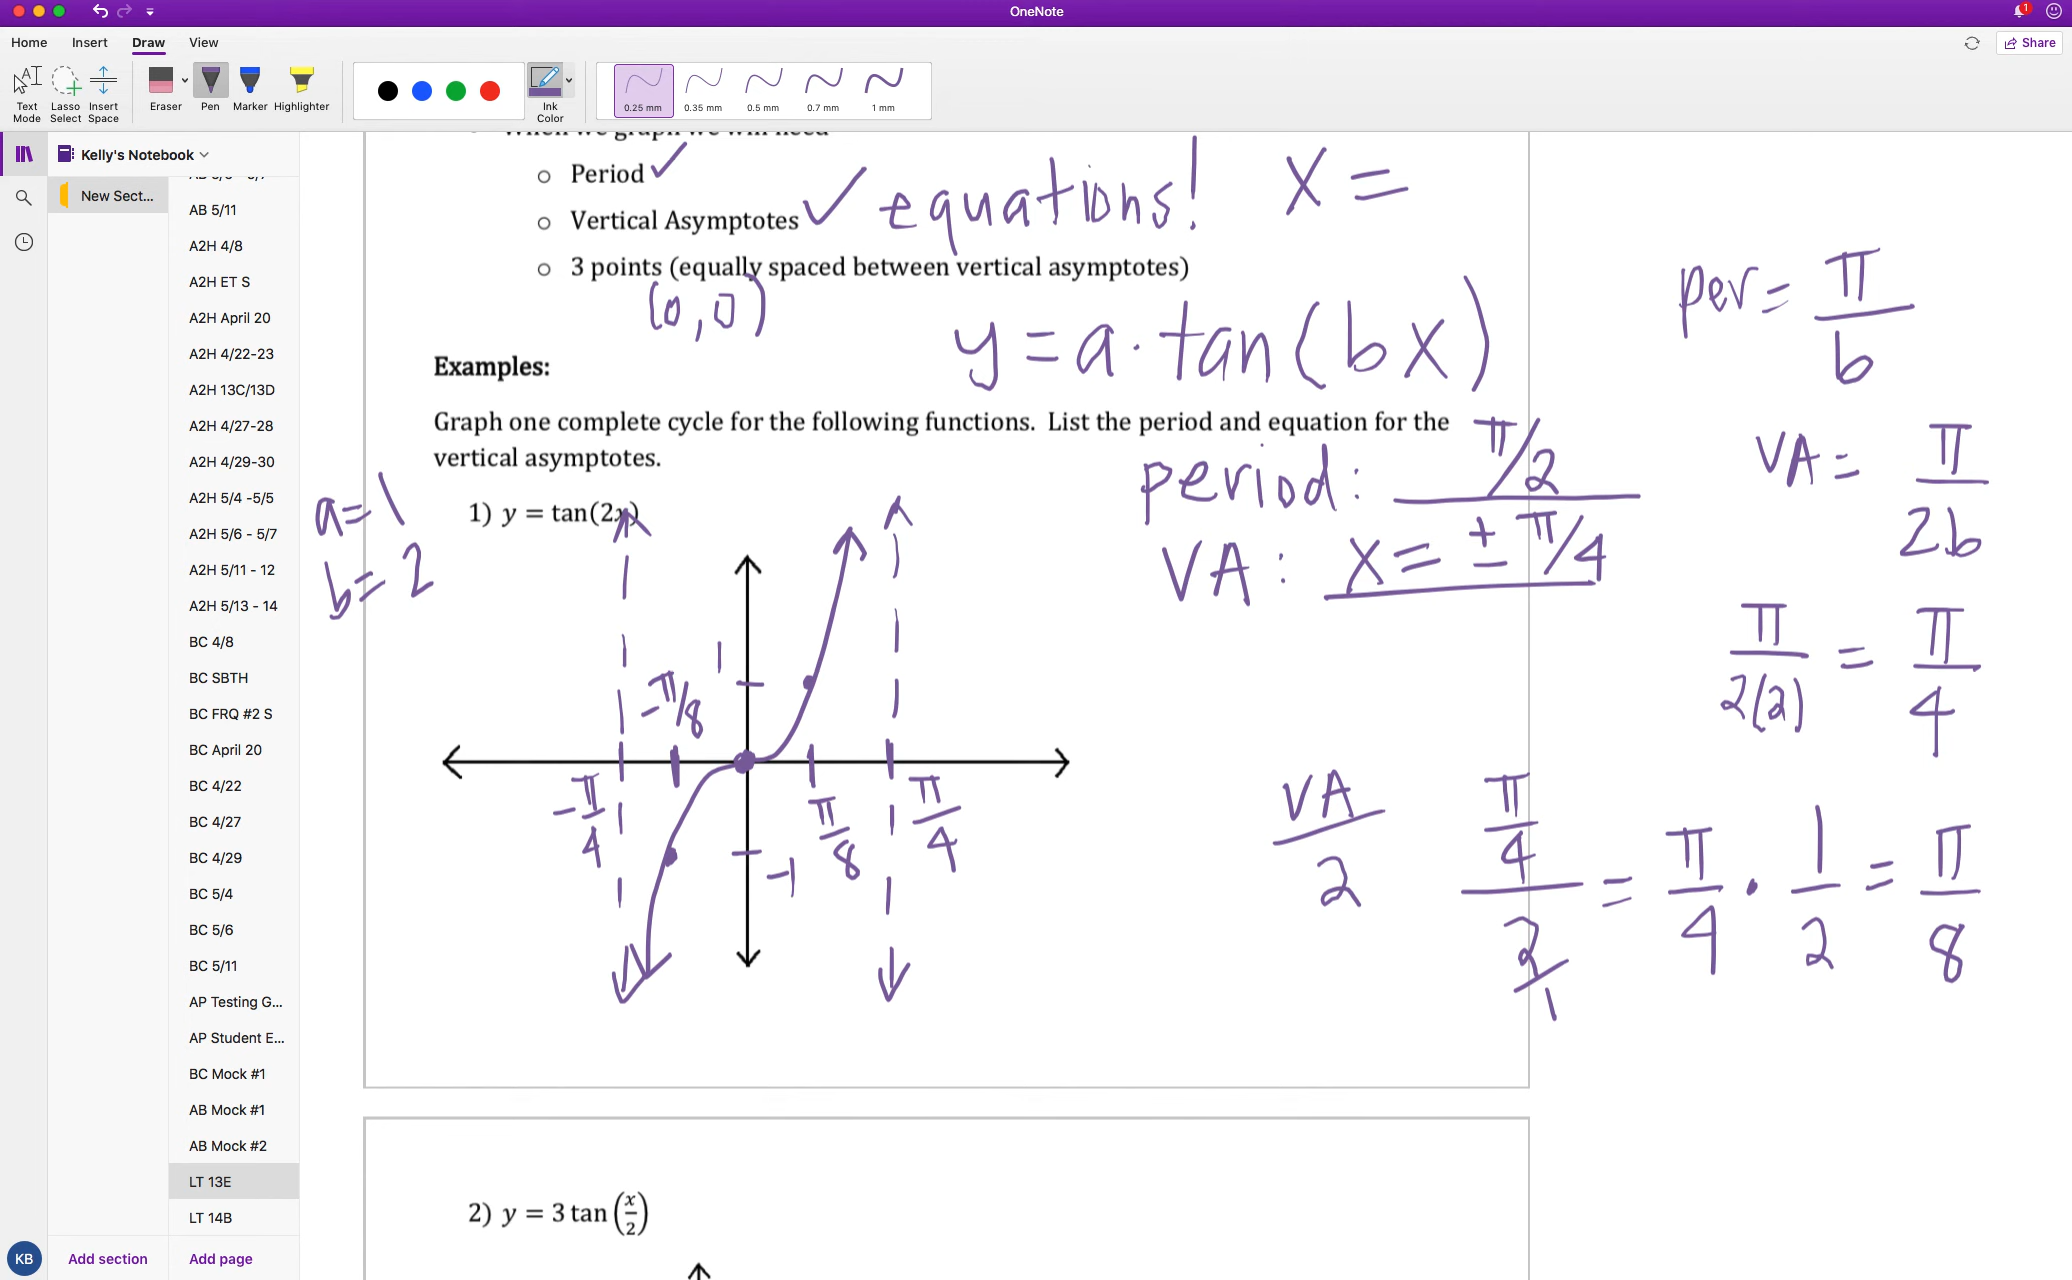 OneNote
1
Home Insert Draw View
Share
Text Mode
Lasso Select
Insert Space
Eraser
Pen
Marker
Highlighter
Ink Color
0.25 mm
0.35 mm
0.5 mm
0.7 mm
1 mm
Kelly's Notebook
New Sect...
AB 5/11
A2H 4/8
A2H ET S
A2H April 20
A2H 4/22-23
A2H 13C/13D
A2H 4/27-28
A2H 4/29-30
A2H 5/4 -5/5
A2H 5/6 - 5/7
A2H 5/11 - 12
A2H 5/13 - 14
BC 4/8
BC SBTH
BC FRQ #2 S
BC April 20
BC 4/22
BC 4/27
BC 4/29
BC 5/4
BC 5/6
BC 5/11
AP Testing G...
AP Student E...
BC Mock #1
AB Mock #1
AB Mock #2
LT 13E
LT 14B
KB
Add section
Add page
When we graph we will need
o Period ✓
o Vertical Asymptotes ✓ equations! x =
o 3 points (equally spaced between vertical asymptotes)
(0,0)
y = a · tan(bx)
per = π/b
Examples:
Graph one complete cycle for the following functions. List the period and equation for the
vertical asymptotes.
period: π/2
VA = π/2b
a = 1
b = 2
1) y = tan(2x)
VA: x = ± π/4
π/2(2) = π/4
1
-π/8
-π/4
π/8
π/4
-1
VA/2
π/4 / 2/1 = π/4 · 1/2 = π/8
2) y = 3 tan (x/2)